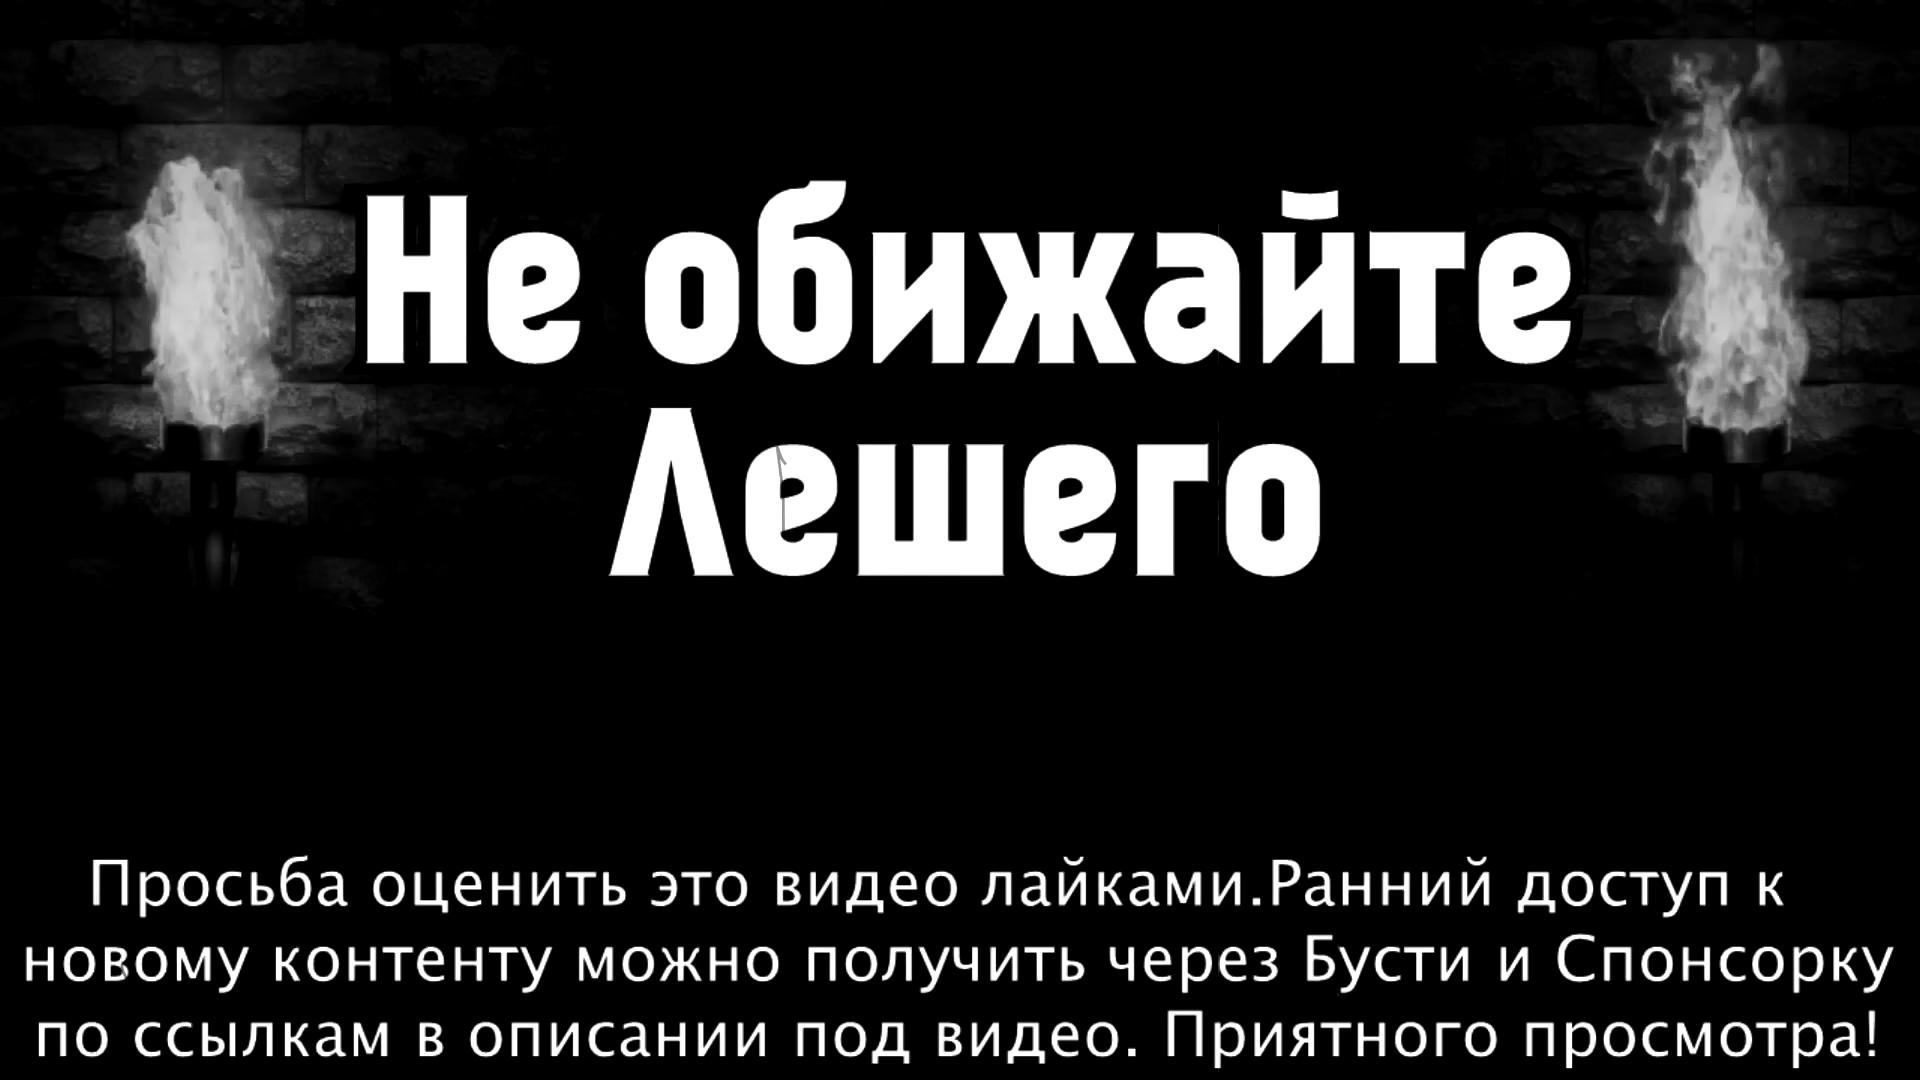 Не обижайте
Лешего
Просьба оценить это видео лайками.Ранний доступ к
новому контенту можно получить через Бусти и Спонсорку
по ссылкам в описании под видео. Приятного просмотра!